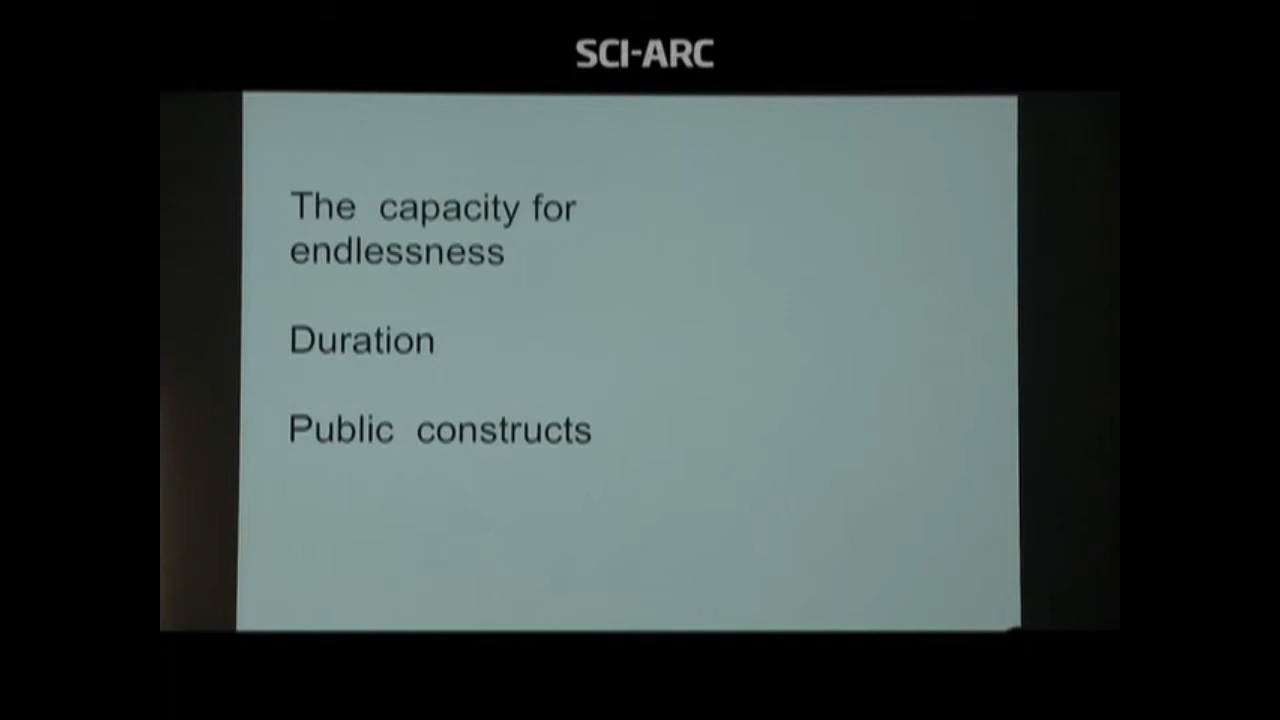 SCI-ARC
The capacity for
endlessness
Duration
Public constructs